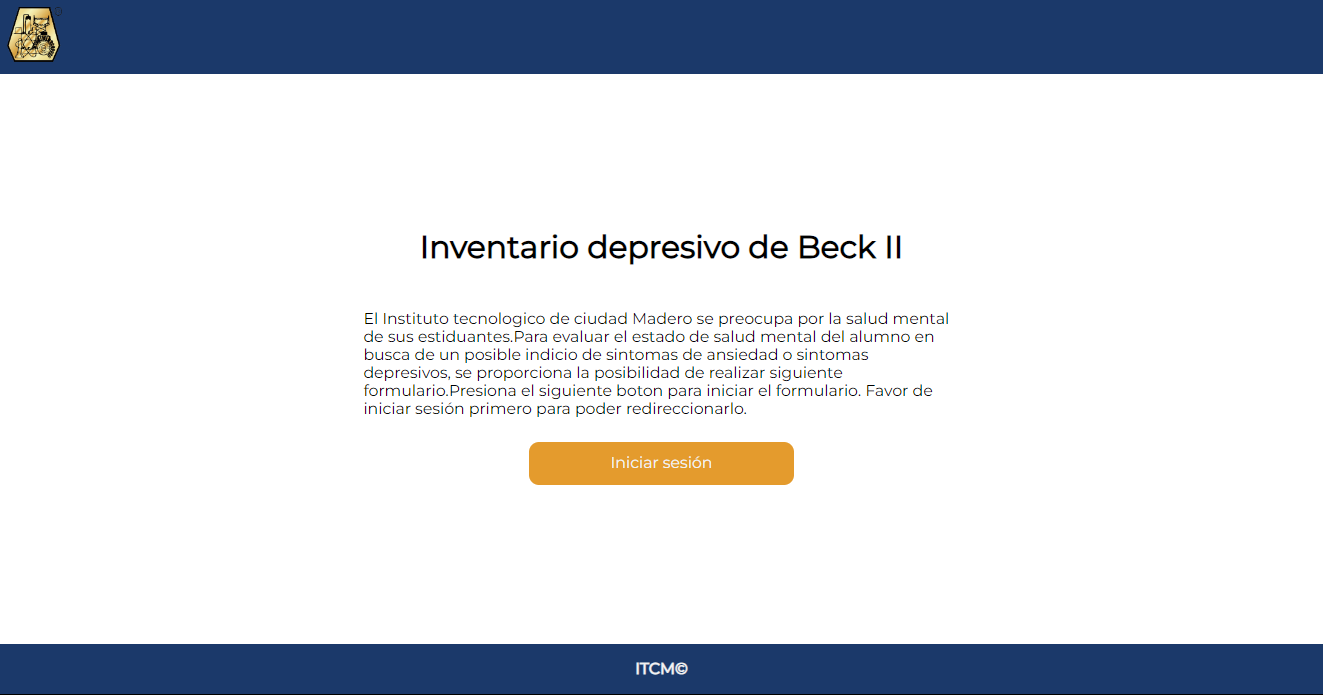 Inventario depresivo de Beck II
El Instituto tecnologico de ciudad Madero se preocupa por la salud mental
de sus estiduantes.Para evaluar el estado de salud mental del alumno en
busca de un posible indicio de sintomas de ansiedad o sintomas
depresivos, se proporciona la posibilidad de realizar siguiente
formulario.Presiona el siguiente boton para iniciar el formulario. Favor de
iniciar sesión primero para poder redireccionarlo.
Iniciar sesión
ITCM©